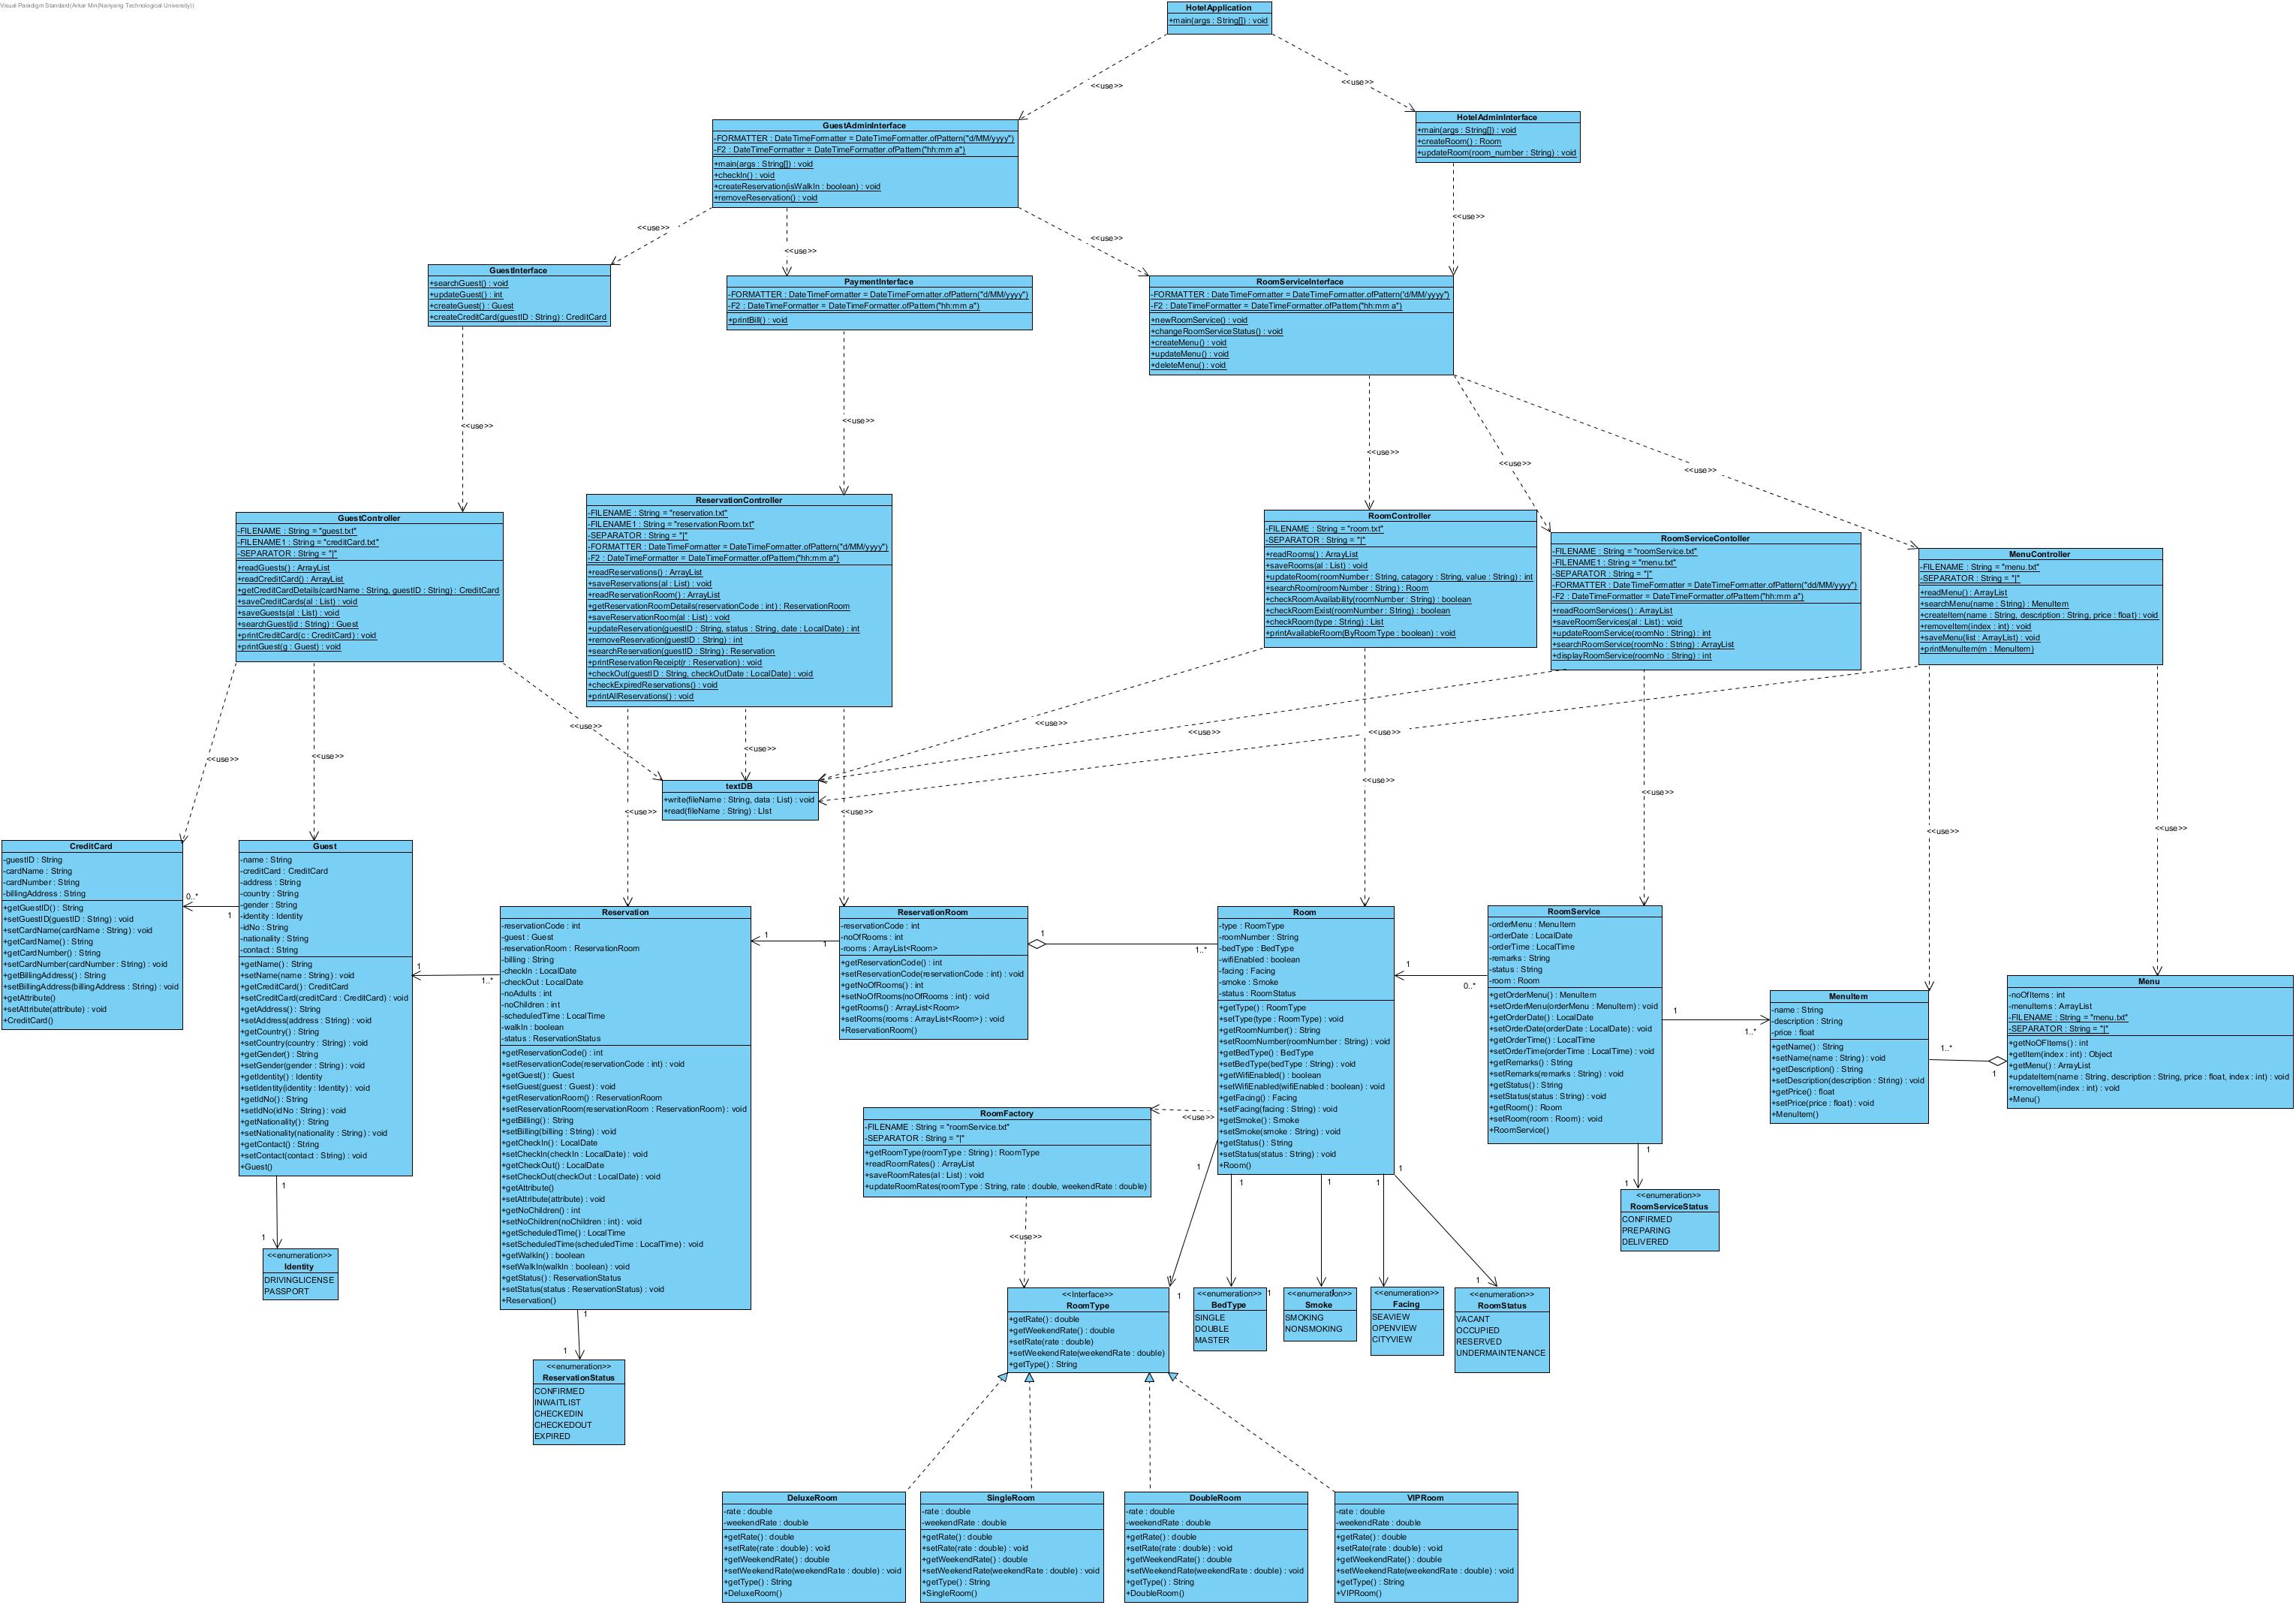 Visual Paradigm Standard(Arkar Min(Nanyang Technological University))
HotelApplication
+main(args : String[]) : void
<<use>>
<<use>>
GuestAdminInterface
-FORMATTER : DateTimeFormatter = DateTimeFormatter.ofPattern("d/MM/yyyy")
-F2 : DateTimeFormatter = DateTimeFormatter.ofPattern("hh:mm a")
+main(args : String[]) : void
+checkIn() : void
+createReservation(isWalkIn : boolean) : void
+removeReservation() : void
HotelAdminInterface
+main(args : String[]) : void
+createRoom() : Room
+updateRoom(room_number : String) : void
<<use>>
<<use>>
<<use>>
<<use>>
GuestInterface
+searchGuest() : void
+updateGuest() : int
+createGuest() : Guest
+createCreditCard(guestID : String) : CreditCard
PaymentInterface
-FORMATTER : DateTimeFormatter = DateTimeFormatter.ofPattern("d/MM/yyyy")
-F2 : DateTimeFormatter = DateTimeFormatter.ofPattern("hh:mm a")
+printBill() : void
RoomServiceInterface
-FORMATTER : DateTimeFormatter = DateTimeFormatter.ofPattern("d/MM/yyyy")
-F2 : DateTimeFormatter = DateTimeFormatter.ofPattern("hh:mm a")
+newRoomService() : void
+changeRoomServiceStatus() : void
+createMenu() : void
+updateMenu() : void
+deleteMenu() : void
<<use>>
<<use>>
<<use>>
<<use>>
<<use>>
GuestController
-FILENAME : String = "guest.txt"
-FILENAME1 : String = "creditCard.txt"
-SEPARATOR : String = "|"
+readGuests() : ArrayList
+readCreditCard() : ArrayList
+getCreditCardDetails(cardName : String, guestID : String) : CreditCard
+saveCreditCards(al : List) : void
+saveGuests(al : List) : void
+searchGuest(id : String) : Guest
+printCreditCard(c : CreditCard) : void
+printGuest(g : Guest) : void
ReservationController
-FILENAME : String = "reservation.txt"
-FILENAME1 : String = "reservationRoom.txt"
-SEPARATOR : String = "|"
-FORMATTER : DateTimeFormatter = DateTimeFormatter.ofPattern("d/MM/yyyy")
-F2 : DateTimeFormatter = DateTimeFormatter.ofPattern("hh:mm a")
+readReservations() : ArrayList
+saveReservations(al : List) : void
+readReservationRoom() : ArrayList
+getReservationRoomDetails(reservationCode : int) : ReservationRoom
+saveReservationRoom(al : List) : void
+updateReservation(guestID : String, status : String, date : LocalDate) : int
+removeReservation(guestID : String) : int
+searchReservation(guestID : String) : Reservation
+printReservationReceipt(r : Reservation) : void
+checkOut(guestID : String, checkOutDate : LocalDate) : void
+checkExpiredReservations() : void
+printAllReservations() : void
RoomController
-FILENAME : String = "room.txt"
-SEPARATOR : String = "|"
+readRooms() : ArrayList
+saveRooms(al : List) : void
+updateRoom(roomNumber : String, catagory : String, value : String) : int
+searchRoom(roomNumber : String) : Room
+checkRoomAvailability(roomNumber : String) : boolean
+checkRoomExist(roomNumber : String) : boolean
+checkRoom(type : String) : List
+printAvailableRoom(ByRoomType : boolean) : void
RoomServiceContoller
-FILENAME : String = "roomService.txt"
-FILENAME1 : String = "menu.txt"
-SEPARATOR : String = "|"
-FORMATTER : DateTimeFormatter = DateTimeFormatter.ofPattern("dd/MM/yyyy")
-F2 : DateTimeFormatter = DateTimeFormatter.ofPattern("hh:mm a")
+readRoomServices() : ArrayList
+saveRoomServices(al : List) : void
+updateRoomService(roomNo : String) : int
+searchRoomService(roomNo : String) : ArrayList
+displayRoomService(roomNo : String) : int
MenuController
-FILENAME : String = "menu.txt"
-SEPARATOR : String = "|"
+readMenu() : ArrayList
+searchMenu(name : String) : MenuItem
+createItem(name : String, description : String, price : float) : void
+removeItem(index : int) : void
+saveMenu(list : ArrayList) : void
+printMenuItem(m : MenuItem)
<<use>>
<<use>>
<<use>>
<<use>>
<<use>>
<<use>>
<<use>>
<<use>>
<<use>>
<<use>>
<<use>>
<<use>>
<<use>>
<<use>>
textDB
+write(fileName : String, data : List) : void
+read(fileName : String) : LIst
CreditCard
-guestID : String
-cardName : String
-cardNumber : String
-billingAddress : String
+getGuestID() : String
+setGuestID(guestID : String) : void
+setCardName(cardName : String) : void
+getCardName() : String
+getCardNumber() : String
+setCardNumber(cardNumber : String) : void
+getBillingAddress() : String
+setBillingAddress(billingAddress : String) : void
+getAttribute()
+setAttribute(attribute) : void
+CreditCard()
0..*
1
Guest
-name : String
-creditCard : CreditCard
-address : String
-country : String
-gender : String
-identity : Identity
-idNo : String
-nationality : String
-contact : String
+getName() : String
+setName(name : String) : void
+getCreditCard() : CreditCard
+setCreditCard(creditCard : CreditCard) : void
+getAddress() : String
+setAddress(address : String) : void
+getCountry() : String
+setCountry(country : String) : void
+getGender() : String
+setGender(gender : String) : void
+getIdentity() : Identity
+setIdentity(identity : Identity) : void
+getIdNo() : String
+setIdNo(idNo : String) : void
+getNationality() : String
+setNationality(nationality : String) : void
+getContact() : String
+setContact(contact : String) : void
+Guest()
1
1..*
1
1
<<enumeration>>
Identity
DRIVINGLICENSE
PASSPORT
Reservation
-reservationCode : int
-guest : Guest
-reservationRoom : ReservationRoom
-billing : String
-checkIn : LocalDate
-checkOut : LocalDate
-noAdults : int
-noChildren : int
-scheduledTime : LocalTime
-walkIn : boolean
-status : ReservationStatus
+getReservationCode() : int
+setReservationCode(reservationCode : int) : void
+getGuest() : Guest
+setGuest(guest : Guest) : void
+getReservationRoom() : ReservationRoom
+setReservationRoom(reservationRoom : ReservationRoom) : void
+getBilling() : String
+setBilling(billing : String) : void
+getCheckIn() : LocalDate
+setCheckIn(checkIn : LocalDate) : void
+getCheckOut() : LocalDate
+setCheckOut(checkOut : LocalDate) : void
+getAttribute()
+setAttribute(attribute) : void
+getNoChildren() : int
+setNoChildren(noChildren : int) : void
+getScheduledTime() : LocalTime
+setScheduledTime(scheduledTime : LocalTime) : void
+getWalkIn() : boolean
+setWalkIn(walkIn : boolean) : void
+getStatus() : ReservationStatus
+setStatus(status : ReservationStatus) : void
+Reservation()
1
1
1
1
<<enumeration>>
ReservationStatus
CONFIRMED
INWAITLIST
CHECKEDIN
CHECKEDOUT
EXPIRED
ReservationRoom
-reservationCode : int
-noOfRooms : int
-rooms : ArrayList<Room>
+getReservationCode() : int
+setReservationCode(reservationCode : int) : void
+getNoOfRooms() : int
+setNoOfRooms(noOfRooms : int) : void
+getRooms() : ArrayList<Room>
+setRooms(rooms : ArrayList<Room>) : void
+ReservationRoom()
1
1..*
Room
-type : RoomType
-roomNumber : String
-bedType : BedType
-wifiEnabled : boolean
-facing : Facing
-smoke : Smoke
-status : RoomStatus
+getType() : RoomType
+setType(type : RoomType) : void
+getRoomNumber() : String
+setRoomNumber(roomNumber : String) : void
+getBedType() : BedType
+setBedType(bedType : String) : void
+getWifiEnabled() : boolean
+setWifiEnabled(wifiEnabled : boolean) : void
+getFacing() : Facing
+setFacing(facing : String) : void
+getSmoke() : Smoke
+setSmoke(smoke : String) : void
+getStatus() : String
+setStatus(status : String) : void
+Room()
1
0..*
RoomService
-orderMenu : MenuItem
-orderDate : LocalDate
-orderTime : LocalTime
-remarks : String
-status : String
-room : Room
+getOrderMenu() : MenuItem
+setOrderMenu(orderMenu : MenuItem) : void
+getOrderDate() : LocalDate
+setOrderDate(orderDate : LocalDate) : void
+getOrderTime() : LocalTime
+setOrderTime(orderTime : LocalTime) : void
+getRemarks() : String
+setRemarks(remarks : String) : void
+getStatus() : String
+setStatus(status : String) : void
+getRoom() : Room
+setRoom(room : Room) : void
+RoomService()
1
1..*
1
1
<<enumeration>>
RoomServiceStatus
CONFIRMED
PREPARING
DELIVERED
MenuItem
-name : String
-description : String
-price : float
+getName() : String
+setName(name : String) : void
+getDescription() : String
+setDescription(description : String) : void
+getPrice() : float
+setPrice(price : float) : void
+MenuItem()
1..*
1
Menu
-noOfItems : int
-menuItems : ArrayList
-FILENAME : String = "menu.txt"
-SEPARATOR : String = "|"
+getNoOFItems() : int
+getItem(index : int) : Object
+getMenu() : ArrayList
+updateItem(name : String, description : String, price : float, index : int) : void
+removeItem(index : int) : void
+Menu()
RoomFactory
-FILENAME : String = "roomService.txt"
-SEPARATOR : String = "|"
+getRoomType(roomType : String) : RoomType
+readRoomRates() : ArrayList
+saveRoomRates(al : List) : void
+updateRoomRates(roomType : String, rate : double, weekendRate : double)
<<use>>
<<use>>
1
1
1
1
1
1
1
1
1
1
<<Interface>>
RoomType
+getRate() : double
+getWeekendRate() : double
+setRate(rate : double)
+setWeekendRate(weekendRate : double)
+getType() : String
<<enumeration>>
BedType
SINGLE
DOUBLE
MASTER
<<enumeration>>
Smoke
SMOKING
NONSMOKING
<<enumeration>>
Facing
SEAVIEW
OPENVIEW
CITYVIEW
<<enumeration>>
RoomStatus
VACANT
OCCUPIED
RESERVED
UNDERMAINTENANCE
DeluxeRoom
-rate : double
-weekendRate : double
+getRate() : double
+setRate(rate : double) : void
+getWeekendRate() : double
+setWeekendRate(weekendRate : double) : void
+getType() : String
+DeluxeRoom()
SingleRoom
-rate : double
-weekendRate : double
+getRate() : double
+setRate(rate : double) : void
+getWeekendRate() : double
+setWeekendRate(weekendRate : double) : void
+getType() : String
+SingleRoom()
DoubleRoom
-rate : double
-weekendRate : double
+getRate() : double
+setRate(rate : double) : void
+getWeekendRate() : double
+setWeekendRate(weekendRate : double) : void
+getType() : String
+DoubleRoom()
VIPRoom
-rate : double
-weekendRate : double
+getRate() : double
+setRate(rate : double) : void
+getWeekendRate() : double
+setWeekendRate(weekendRate : double) : void
+getType() : String
+VIPRoom()